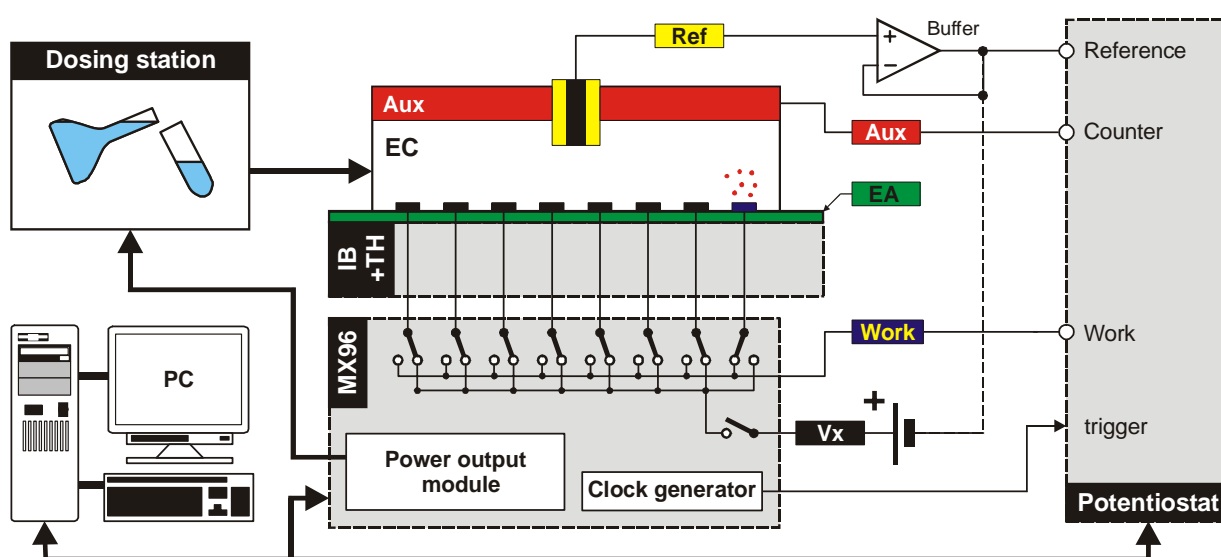 Dosing station
Ref
Buffer
+
−
Reference
Aux
EC
Aux
Counter
EA
IB
+TH
MX96
Work
Work
PC
+
Vx
trigger
Power output
module
Clock generator
Potentiostat